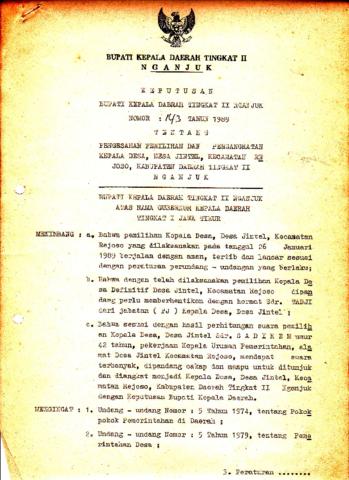 BUPATI KEPALA DAERAH TINGKAT II
NGANJUK
KEPUTUSAN
BUPATI KEPALA DAERAH TINGKAT II NGANJUK
NOMOR : 143 TAHUN 1989
TENTANG
PENGESAHAN PEMILIHAN DAN PENGANGKATAN
KEPALA DESA, DESA JINTEL, KECAMATAN RE
JOSO, KABUPATEN DAERAH TINGKAT II
NGANJUK
BUPATI KEPALA DAERAH TINGKAT II NGANJUK
ATAS NAMA GUBERNUR KEPALA DAERAH
TINGKAT I JAWA TIMUR
MENIMBANG : a. Bahwa pemilihan Kepala Desa, Desa Jintel, Kecamatan
Rejoso yang dilaksanakan pada tanggal 26 Januari
1989 berjalan dengan aman, tertib dan lancar sesuai
dengan peraturan perundang - undangan yang berlaku;
b. Bahwa dengan telah dilaksanakan pemilihan Kepala De
sa Definitif Desa Jintel, Kecamatan Rejoso dipan
dang perlu memberhentikan dengan hormat Sdr. TADJI
dari jabatan Kepala Desa, Desa Jintel;
c. Bahwa sesuai dengan hasil perhitungan suara pemilih
an Kepala Desa, Desa Jintel Sdr. S A D I K E M umur
42 tahun, pekerjaan Kepala Urusan Pemerintahan, ala
mat Desa Jintel Kecamatan Rejoso, mendapat suara
terbanyak, dipandang cakap dan mampu untuk ditunjuk
dan diangkat menjadi Kepala Desa, Desa Jintel, Keca
matan Rejoso, Kabupaten Daerah Tingkat II Nganjuk
dengan Keputusan Bupati Kepala Daerah.
MENGINGAT : 1. Undang - undang Nomor : 5 Tahun 1974, tentang Pokok
pokok Pemerintahan di Daerah ;
2. Undang - undang Nomor : 5 Tahun 1979, tentang Peme
rintahan Desa ;
3. Peraturan ........